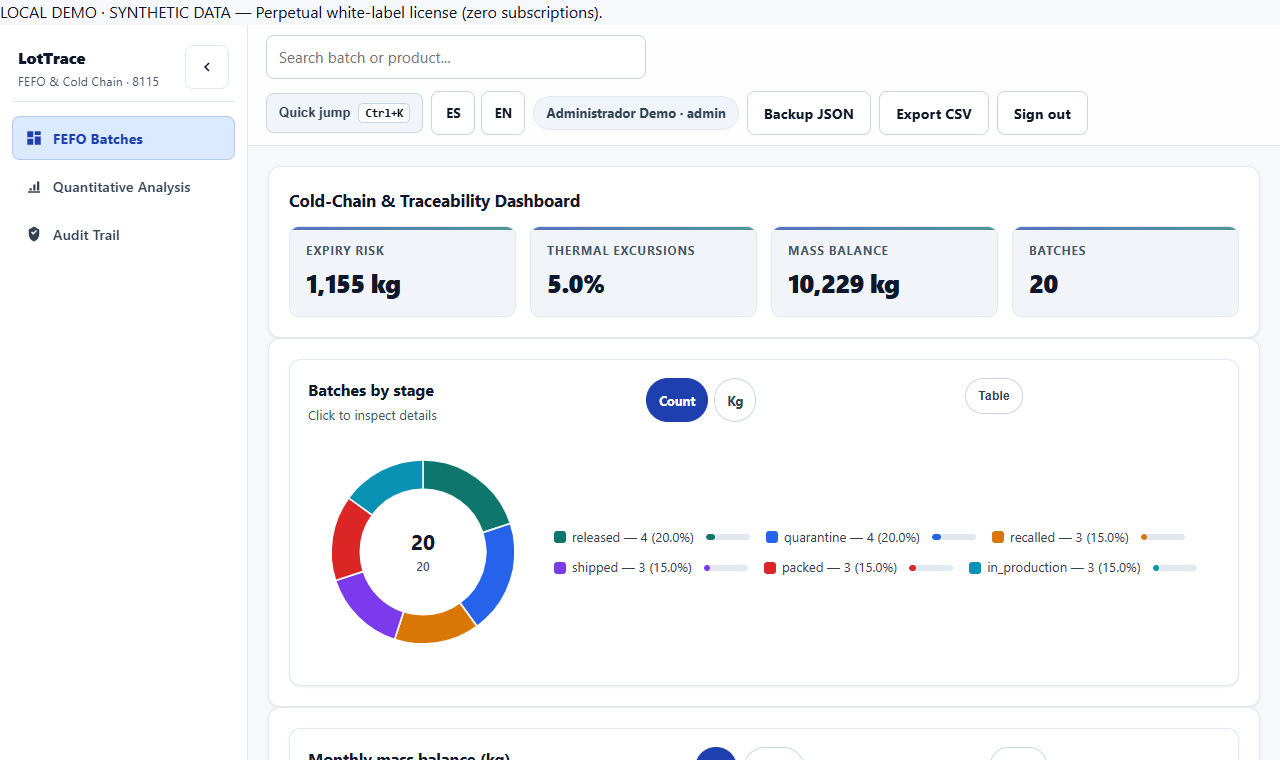 LOCAL DEMO · SYNTHETIC DATA — Perpetual white-label license (zero subscriptions).
LotTrace
FEFO & Cold Chain · 8115
FEFO Batches
Quantitative Analysis
Audit Trail
Search batch or product...
Quick jump Ctrl+K
ES
EN
Administrador Demo · admin
Backup JSON
Export CSV
Sign out
Cold-Chain & Traceability Dashboard
EXPIRY RISK
1,155 kg
THERMAL EXCURSIONS
5.0%
MASS BALANCE
10,229 kg
BATCHES
20
Batches by stage
Click to inspect details
Count
Kg
Table
20
20
released — 4 (20.0%)
quarantine — 4 (20.0%)
recalled — 3 (15.0%)
shipped — 3 (15.0%)
packed — 3 (15.0%)
in_production — 3 (15.0%)
Monthly mass balance (kg)